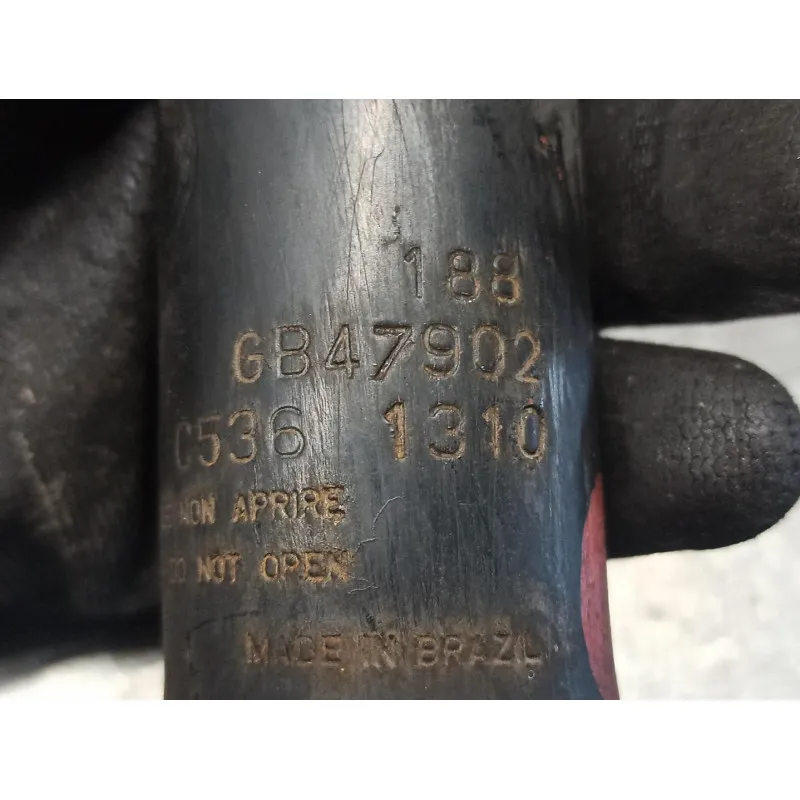 188
GB47902
C536 1310
NON APRIRE
DO NOT OPEN
MADE IN BRAZIL